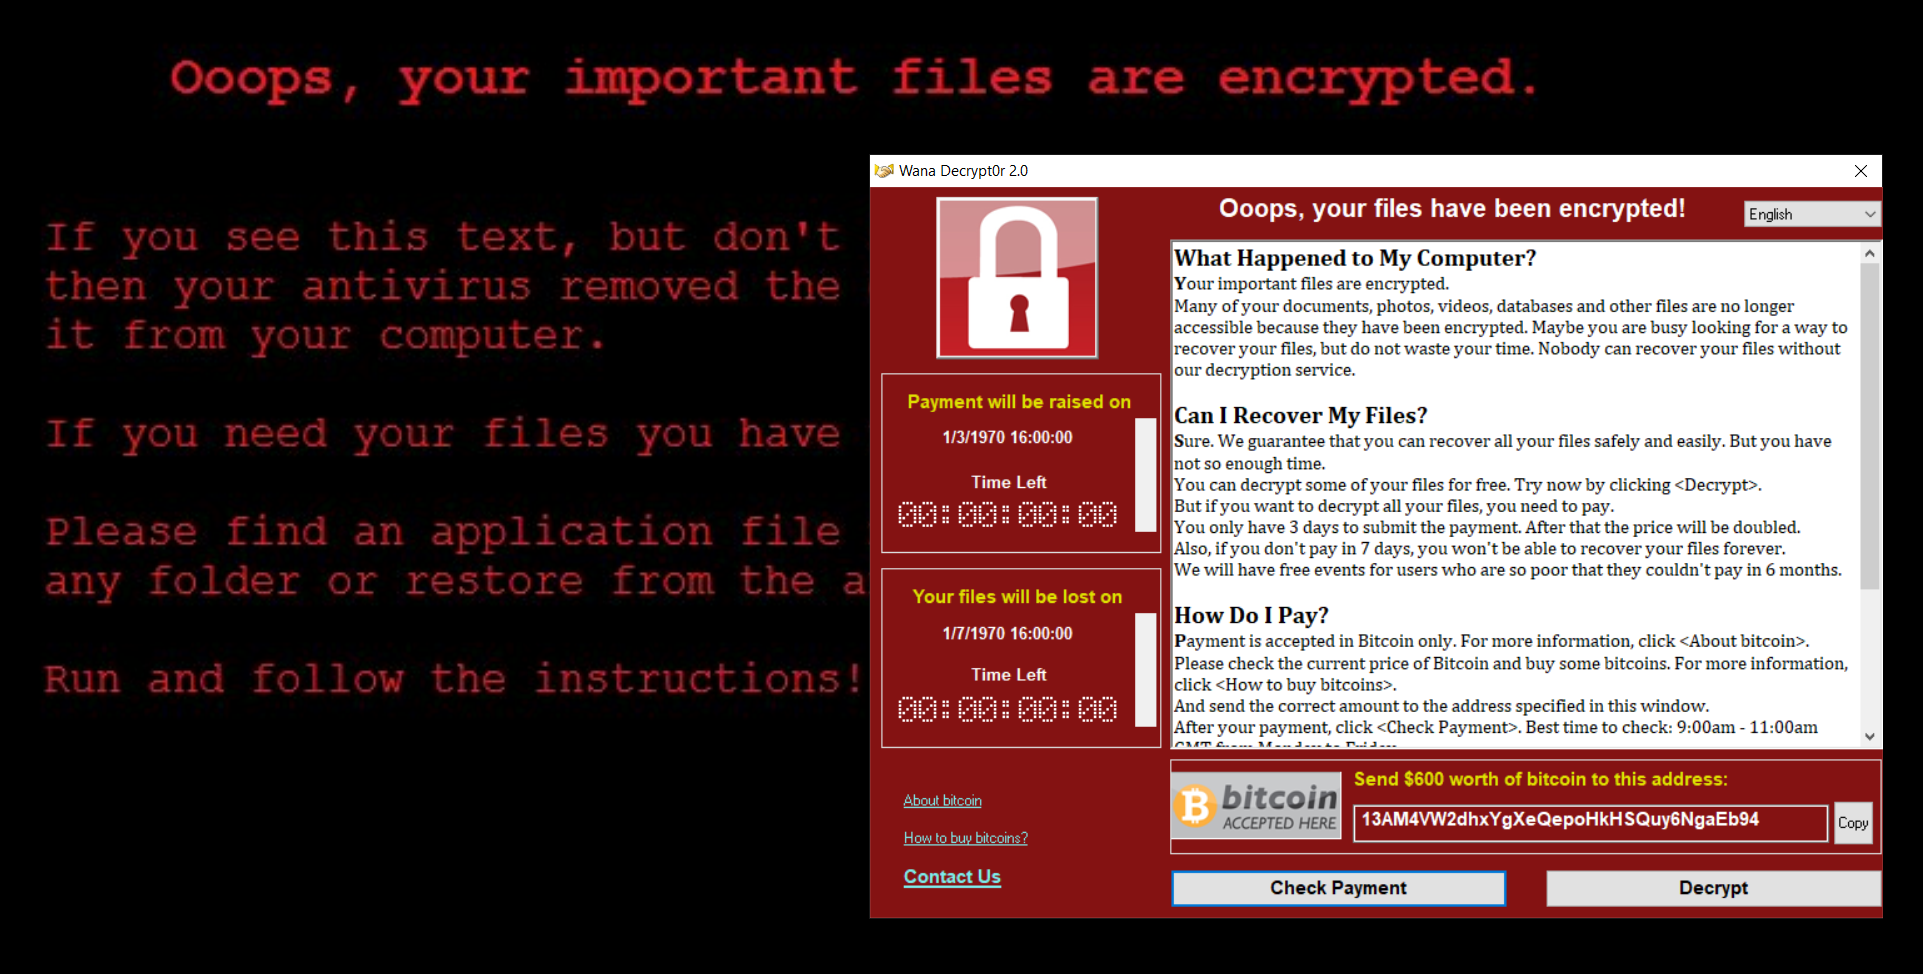 Ooops, your important files are encrypted.
If you see this text, but don't
then your antivirus removed the
it from your computer.
If you need your files you have
Please find an application file
any folder or restore from the a
Run and follow the instructions!
Wana Decrypt0r 2.0
Ooops, your files have been encrypted!
English
Payment will be raised on
1/3/1970 16:00:00
Time Left
00:00:00:00
Your files will be lost on
1/7/1970 16:00:00
Time Left
00:00:00:00
About bitcoin
How to buy bitcoins?
Contact Us
What Happened to My Computer?
Your important files are encrypted.
Many of your documents, photos, videos, databases and other files are no longer
accessible because they have been encrypted. Maybe you are busy looking for a way to
recover your files, but do not waste your time. Nobody can recover your files without
our decryption service.
Can I Recover My Files?
Sure. We guarantee that you can recover all your files safely and easily. But you have
not so enough time.
You can decrypt some of your files for free. Try now by clicking <Decrypt>.
But if you want to decrypt all your files, you need to pay.
You only have 3 days to submit the payment. After that the price will be doubled.
Also, if you don't pay in 7 days, you won't be able to recover your files forever.
We will have free events for users who are so poor that they couldn't pay in 6 months.
How Do I Pay?
Payment is accepted in Bitcoin only. For more information, click <About bitcoin>.
Please check the current price of Bitcoin and buy some bitcoins. For more information,
click <How to buy bitcoins>.
And send the correct amount to the address specified in this window.
After your payment, click <Check Payment>. Best time to check: 9:00am - 11:00am
GMT from Monday to Friday.
bitcoin
ACCEPTED HERE
Send $600 worth of bitcoin to this address:
13AM4VW2dhxYgXeQepoHkHSQuy6NgaEb94
Copy
Check Payment
Decrypt